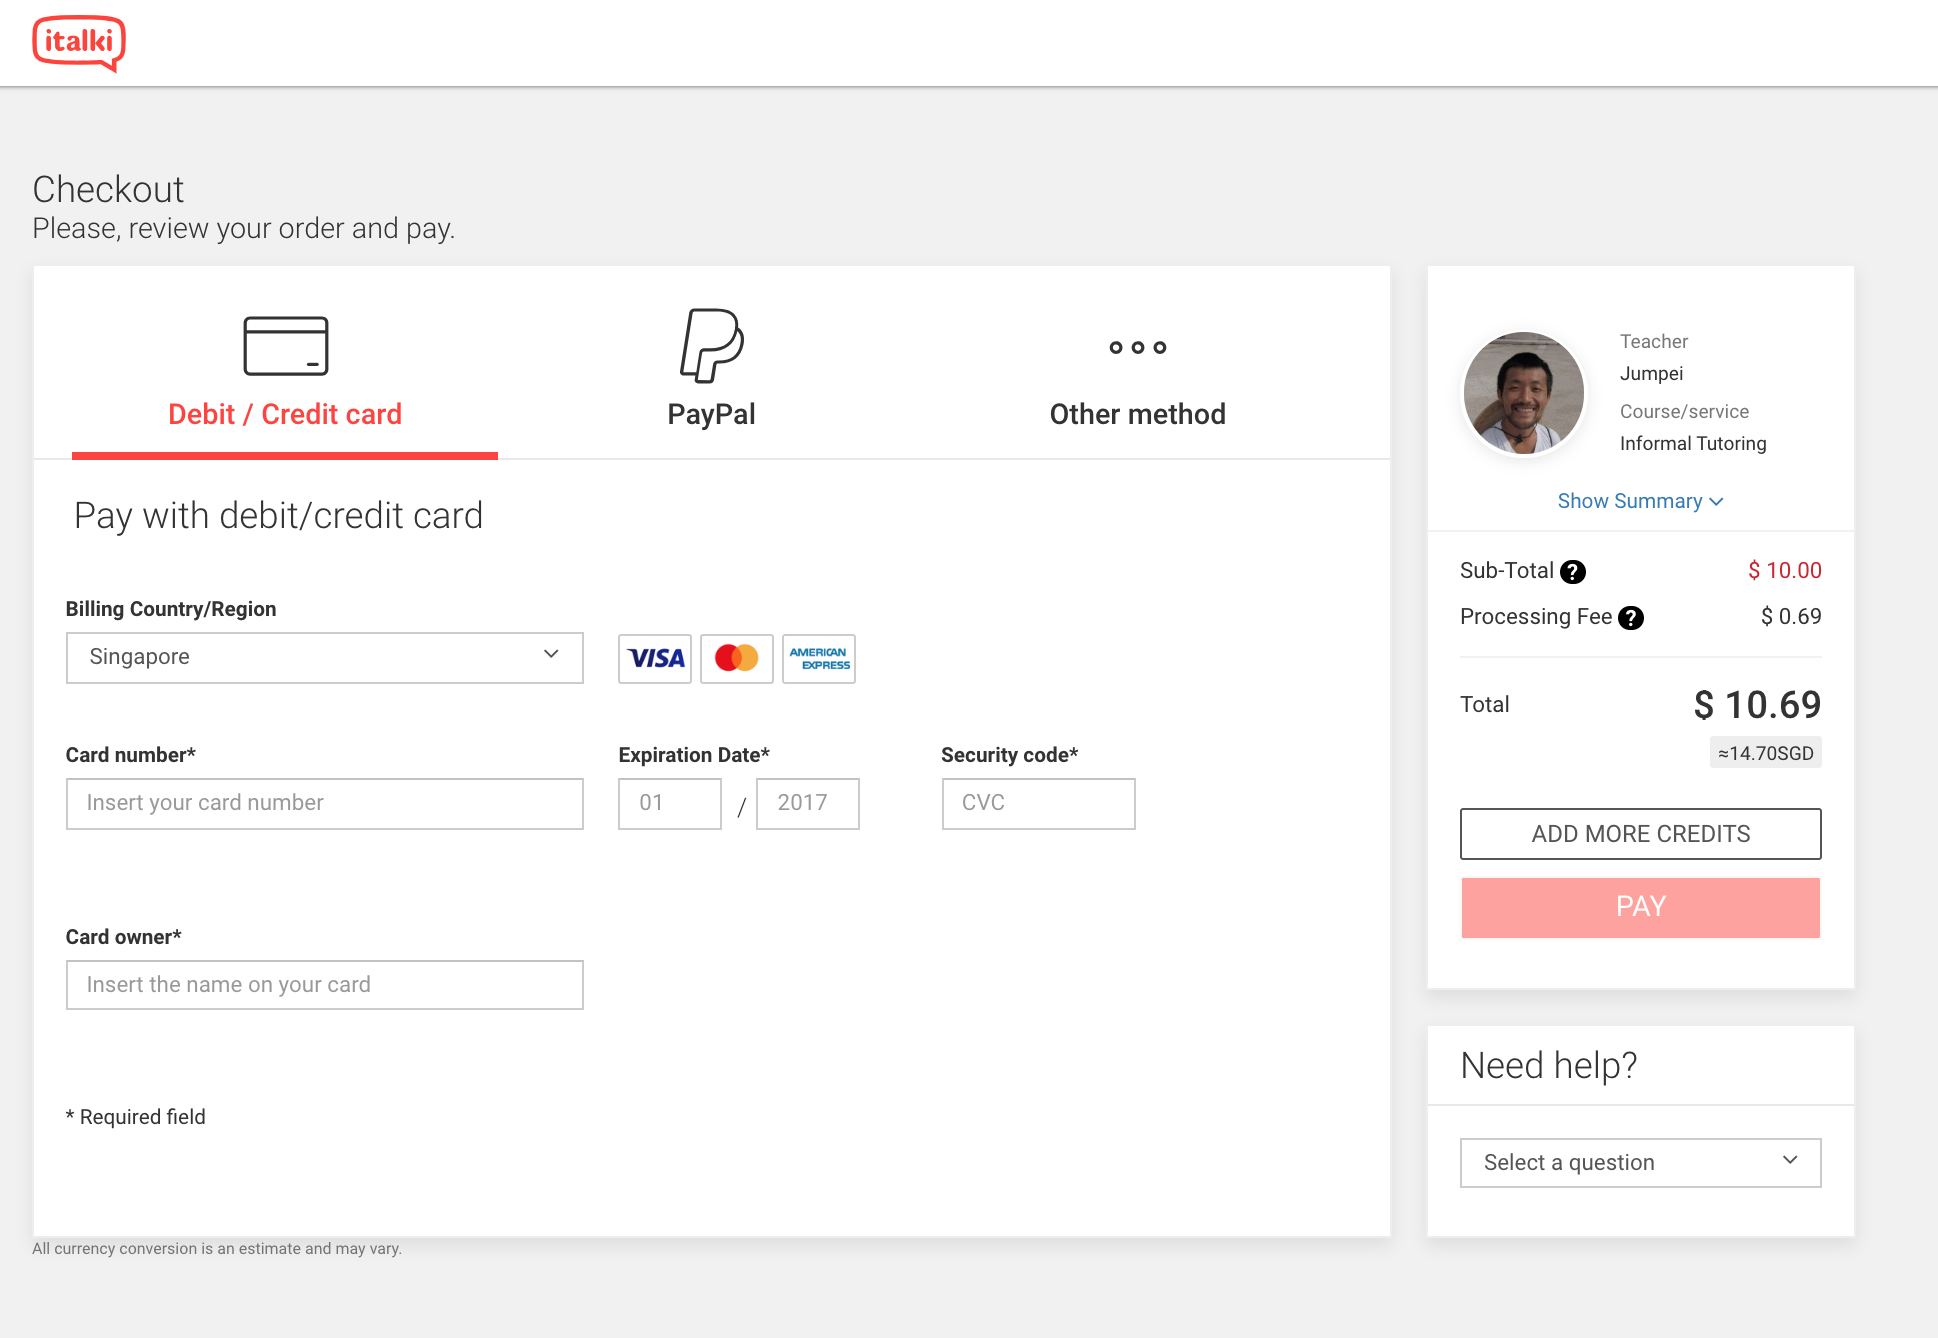 italki
Checkout
Please, review your order and pay.
Debit / Credit card
PayPal
Other method
Pay with debit/credit card
Billing Country/Region
Singapore
VISA
AMERICAN
EXPRESS
Card number*
Expiration Date*
Security code*
Insert your card number
01 / 2017
CVC
Card owner*
Insert the name on your card
* Required field
All currency conversion is an estimate and may vary.
Teacher
Jumpei
Course/service
Informal Tutoring
Show Summary
Sub-Total ? $ 10.00
Processing Fee ? $ 0.69
Total $ 10.69
≈14.70SGD
ADD MORE CREDITS
PAY
Need help?
Select a question